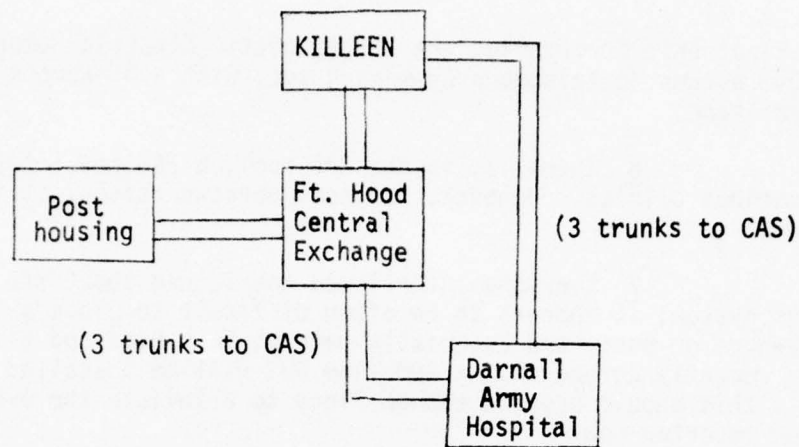 KILLEEN
Post
housing
Ft. Hood
Central
Exchange
(3 trunks to CAS)
(3 trunks to CAS)
Darnall
Army
Hospital